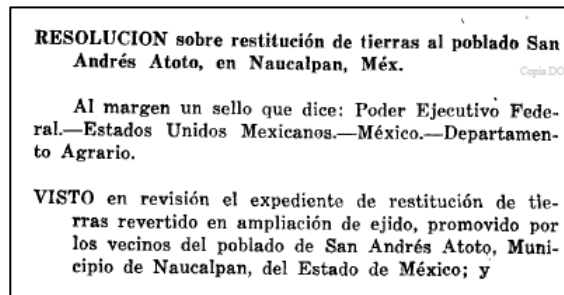 RESOLUCION sobre restitución de tierras al poblado San
Andrés Atoto, en Naucalpan, Méx.
Copia DO
Al margen un sello que dice: Poder Ejecutivo Fede-
ral.—Estados Unidos Mexicanos.—México.—Departamen-
to Agrario.
VISTO en revisión el expediente de restitución de tie-
rras revertido en ampliación de ejido, promovido por
los vecinos del poblado de San Andrés Atoto, Muni-
cipio de Naucalpan, del Estado de México; y